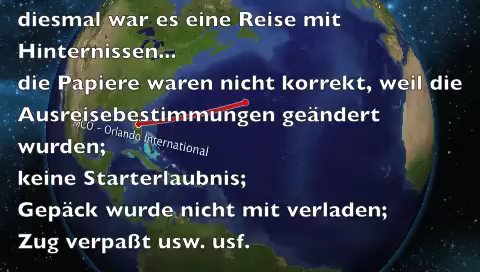 diesmal war es eine Reise mit
Hinternissen...
die Papiere waren nicht korrekt, weil die
Ausreisebestimmungen geändert
MCO - Orlando International
wurden;
keine Starterlaubnis;
Gepäck wurde nicht mit verladen;
Zug verpaßt usw. usf.